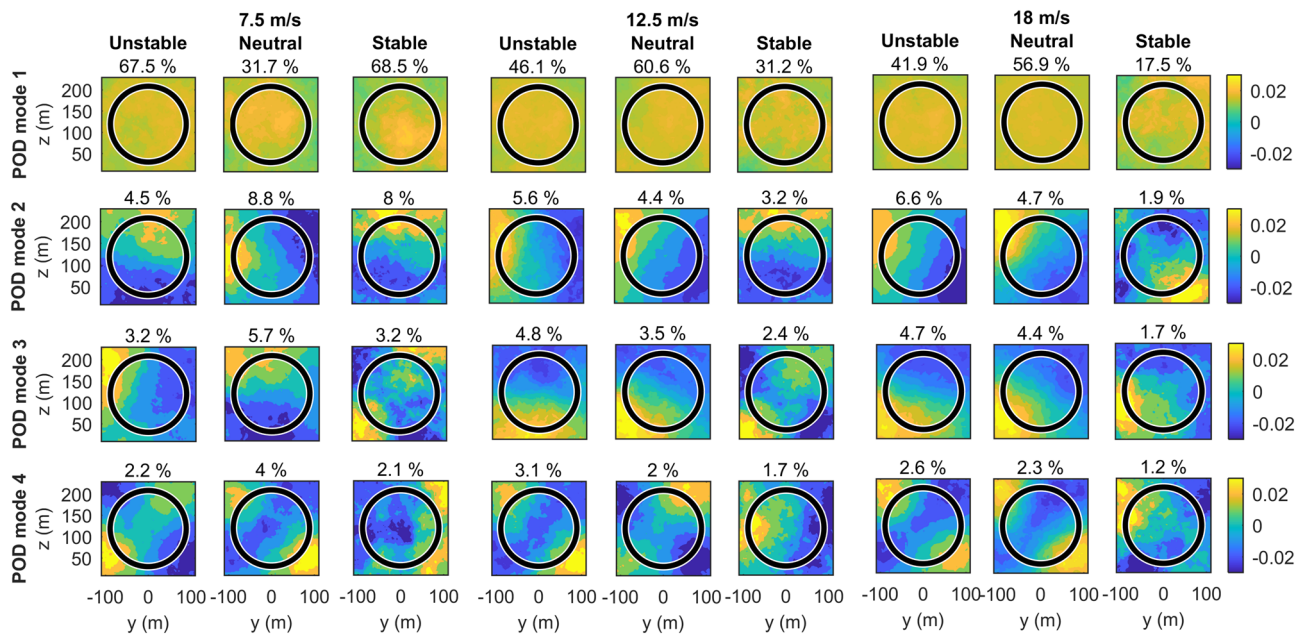 7.5 m/s 12.5 m/s 18 m/s
Unstable Neutral Stable Unstable Neutral Stable Unstable Neutral Stable
67.5 % 31.7 % 68.5 % 46.1 % 60.6 % 31.2 % 41.9 % 56.9 % 17.5 %
POD mode 1
z (m)
200
150
100
50
0.02
0
-0.02
4.5 % 8.8 % 8 % 5.6 % 4.4 % 3.2 % 6.6 % 4.7 % 1.9 %
POD mode 2
z (m)
200
150
100
50
0.02
0
-0.02
3.2 % 5.7 % 3.2 % 4.8 % 3.5 % 2.4 % 4.7 % 4.4 % 1.7 %
POD mode 3
z (m)
200
150
100
50
0.02
0
-0.02
2.2 % 4 % 2.1 % 3.1 % 2 % 1.7 % 2.6 % 2.3 % 1.2 %
POD mode 4
z (m)
200
150
100
50
0.02
0
-0.02
-100 0 100 -100 0 100 -100 0 100 -100 0 100 -100 0 100 -100 0 100 -100 0 100 -100 0 100 -100 0 100
y (m) y (m) y (m) y (m) y (m) y (m) y (m) y (m) y (m)